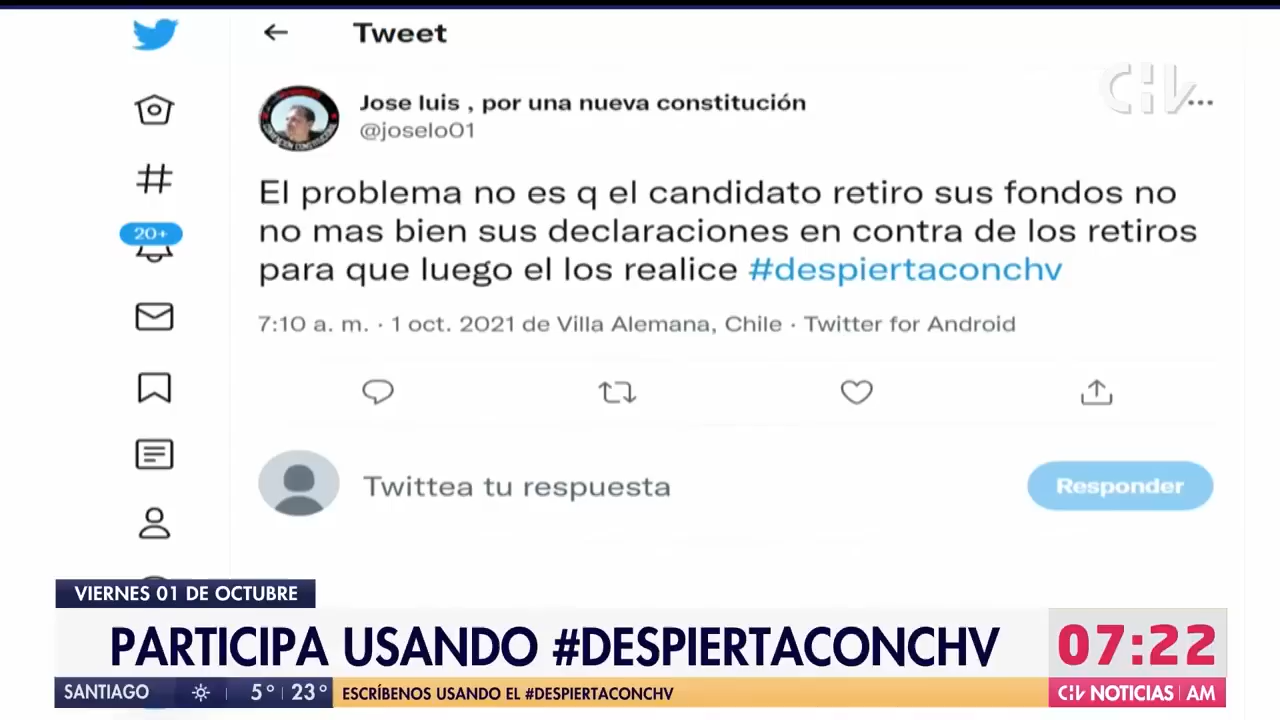 Tweet
CHV
Jose luis , por una nueva constitución
@joselo01
El problema no es q el candidato retiro sus fondos no
no mas bien sus declaraciones en contra de los retiros
para que luego el los realice #despiertaconchv
7:10 a. m. · 1 oct. 2021 de Villa Alemana, Chile · Twitter for Android
20+
Twittea tu respuesta
Responder
VIERNES 01 DE OCTUBRE
PARTICIPA USANDO #DESPIERTACONCHV
07:22
SANTIAGO 5° | 23°
ESCRÍBENOS USANDO EL #DESPIERTACONCHV
CHV NOTICIAS | AM